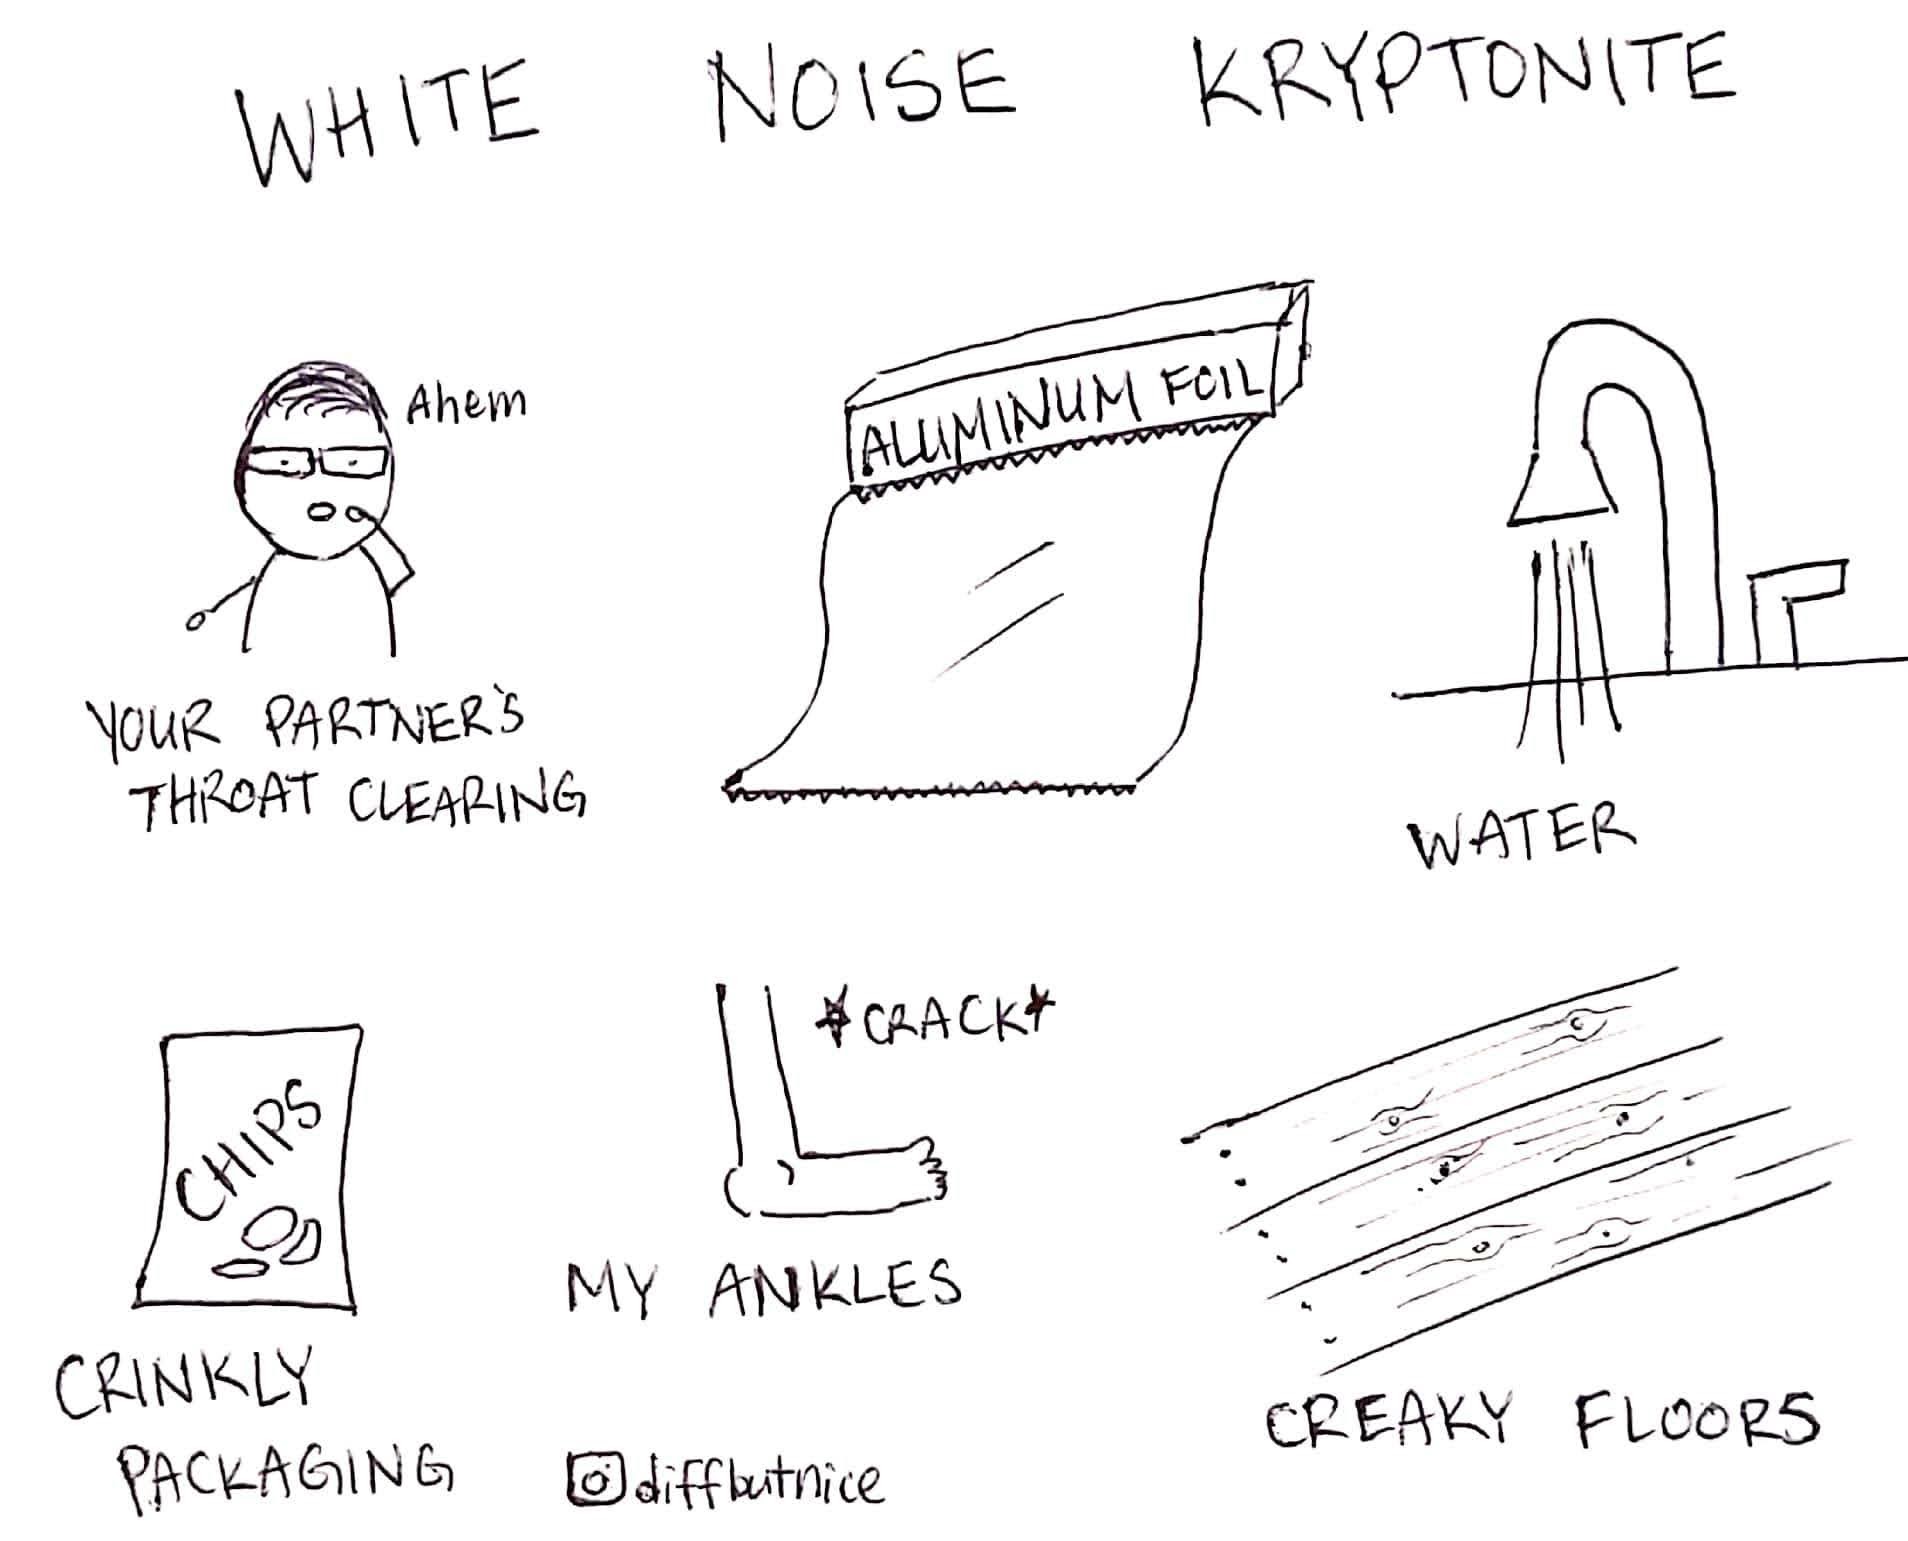 WHITE NOISE KRYPTONITE
Ahem
YOUR PARTNER'S
THROAT CLEARING
ALUMINUM FOIL
WATER
CHIPS
CRINKLY
PACKAGING
*CRACK*
MY ANKLES
CREAKY FLOORS
diffbutnice